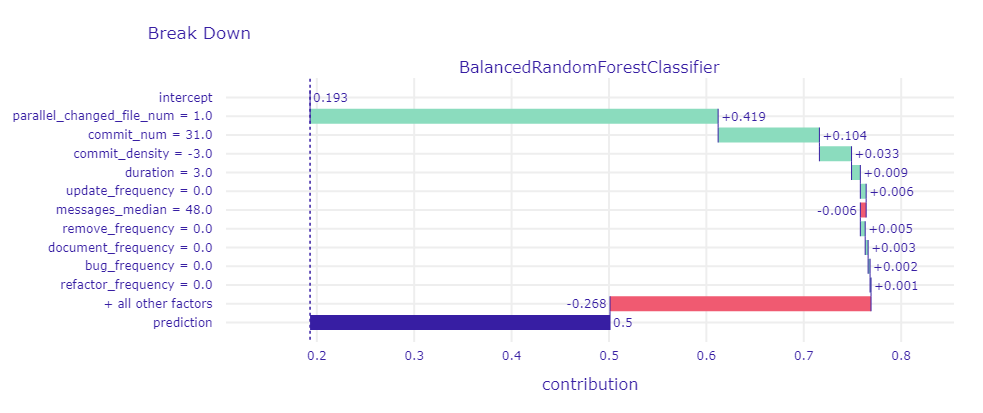 Break Down
BalancedRandomForestClassifier
intercept 0.193
parallel_changed_file_num = 1.0 +0.419
commit_num = 31.0 +0.104
commit_density = -3.0 +0.033
duration = 3.0 +0.009
update_frequency = 0.0 +0.006
messages_median = 48.0 -0.006
remove_frequency = 0.0 +0.005
document_frequency = 0.0 +0.003
bug_frequency = 0.0 +0.002
refactor_frequency = 0.0 +0.001
+ all other factors -0.268
prediction 0.5
0.2 0.3 0.4 0.5 0.6 0.7 0.8
contribution